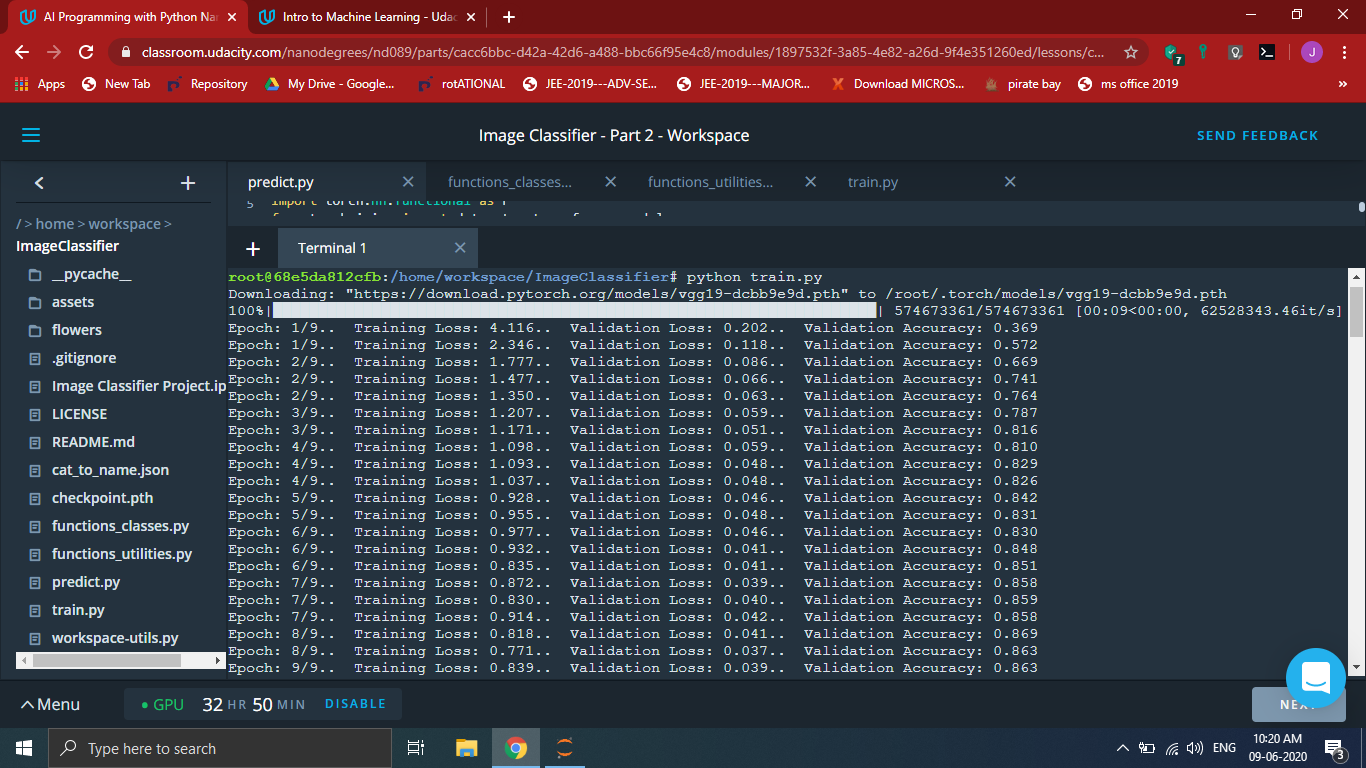 AI Programming with Python Nar
Intro to Machine Learning - Udac
classroom.udacity.com/nanodegrees/nd089/parts/cacc6bbc-d42a-42d6-a488-bbc66f95e4c8/modules/1897532f-3a85-4e82-a26d-9f4e351260ed/lessons/c...
7
J
Apps
New Tab
Repository
My Drive - Google...
rotATIONAL
JEE-2019---ADV-SE...
JEE-2019---MAJOR...
Download MICROS...
pirate bay
ms office 2019
»
Image Classifier - Part 2 - Workspace
SEND FEEDBACK
predict.py
functions_classes...
functions_utilities...
train.py
/ > home > workspace >
ImageClassifier
__pycache__
assets
flowers
.gitignore
Image Classifier Project.ip
LICENSE
README.md
cat_to_name.json
checkpoint.pth
functions_classes.py
functions_utilities.py
predict.py
train.py
workspace-utils.py
5 import torch.nn.functional as F
Terminal 1
root@68e5da812cfb:/home/workspace/ImageClassifier# python train.py
Downloading: "https://download.pytorch.org/models/vgg19-dcbb9e9d.pth" to /root/.torch/models/vgg19-dcbb9e9d.pth
100%| | 574673361/574673361 [00:09<00:00, 62528343.46it/s]
Epoch: 1/9.. Training Loss: 4.116.. Validation Loss: 0.202.. Validation Accuracy: 0.369
Epoch: 1/9.. Training Loss: 2.346.. Validation Loss: 0.118.. Validation Accuracy: 0.572
Epoch: 2/9.. Training Loss: 1.777.. Validation Loss: 0.086.. Validation Accuracy: 0.669
Epoch: 2/9.. Training Loss: 1.477.. Validation Loss: 0.066.. Validation Accuracy: 0.741
Epoch: 2/9.. Training Loss: 1.350.. Validation Loss: 0.063.. Validation Accuracy: 0.764
Epoch: 3/9.. Training Loss: 1.207.. Validation Loss: 0.059.. Validation Accuracy: 0.787
Epoch: 3/9.. Training Loss: 1.171.. Validation Loss: 0.051.. Validation Accuracy: 0.816
Epoch: 4/9.. Training Loss: 1.098.. Validation Loss: 0.059.. Validation Accuracy: 0.810
Epoch: 4/9.. Training Loss: 1.093.. Validation Loss: 0.048.. Validation Accuracy: 0.829
Epoch: 4/9.. Training Loss: 1.037.. Validation Loss: 0.048.. Validation Accuracy: 0.826
Epoch: 5/9.. Training Loss: 0.928.. Validation Loss: 0.046.. Validation Accuracy: 0.842
Epoch: 5/9.. Training Loss: 0.955.. Validation Loss: 0.048.. Validation Accuracy: 0.831
Epoch: 6/9.. Training Loss: 0.977.. Validation Loss: 0.046.. Validation Accuracy: 0.830
Epoch: 6/9.. Training Loss: 0.932.. Validation Loss: 0.041.. Validation Accuracy: 0.848
Epoch: 6/9.. Training Loss: 0.835.. Validation Loss: 0.041.. Validation Accuracy: 0.851
Epoch: 7/9.. Training Loss: 0.872.. Validation Loss: 0.039.. Validation Accuracy: 0.858
Epoch: 7/9.. Training Loss: 0.830.. Validation Loss: 0.040.. Validation Accuracy: 0.859
Epoch: 7/9.. Training Loss: 0.914.. Validation Loss: 0.042.. Validation Accuracy: 0.858
Epoch: 8/9.. Training Loss: 0.818.. Validation Loss: 0.041.. Validation Accuracy: 0.869
Epoch: 8/9.. Training Loss: 0.771.. Validation Loss: 0.037.. Validation Accuracy: 0.863
Epoch: 9/9.. Training Loss: 0.839.. Validation Loss: 0.039.. Validation Accuracy: 0.863
Menu
GPU 32 HR 50 MIN DISABLE
Type here to search
ENG
10:20 AM
09-06-2020
3